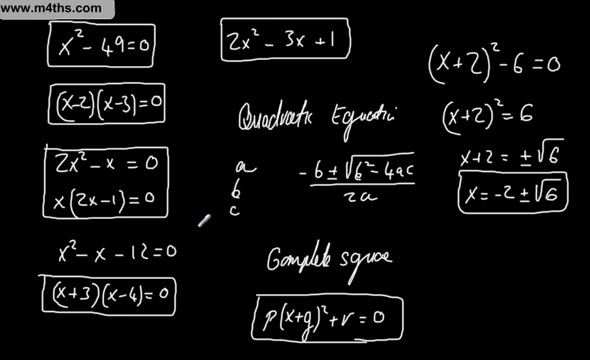 www.m4ths.com
x² - 49 = 0
(x-2)(x-3) = 0
2x² - x = 0
x(2x-1) = 0
x² - x - 12 = 0
(x+3)(x-4) = 0
2x² - 3x + 1
Quadratic Equation
a
b
c
-b ± √b² - 4ac
2a
Complete square
p(x+q)² + r = 0
(x+2)² - 6 = 0
(x+2)² = 6
x+2 = ±√6
x = -2 ± √6